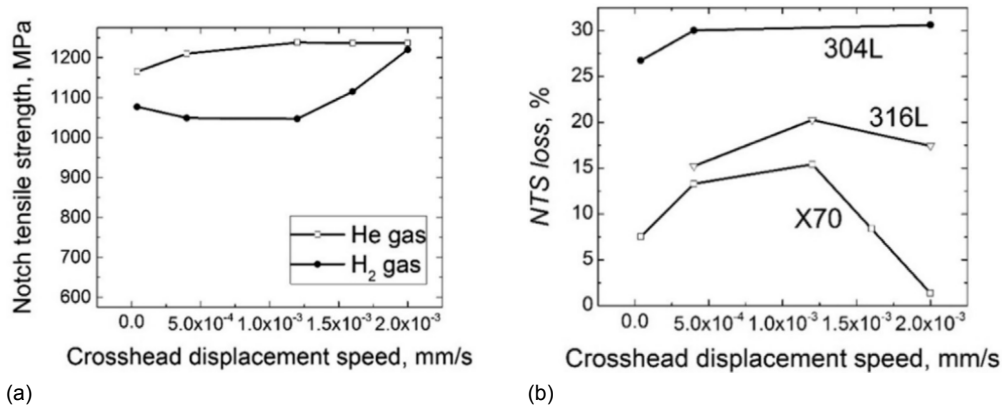 Notch tensile strength, MPa
1200
1100
1000
900
800
700
600
He gas
H₂ gas
0.0 5.0x10⁻⁴ 1.0x10⁻³ 1.5x10⁻³ 2.0x10⁻³
Crosshead displacement speed, mm/s
(a)
NTS loss, %
30
25
20
15
10
5
0
304L
316L
X70
0.0 5.0x10⁻⁴ 1.0x10⁻³ 1.5x10⁻³ 2.0x10⁻³
Crosshead displacement speed, mm/s
(b)